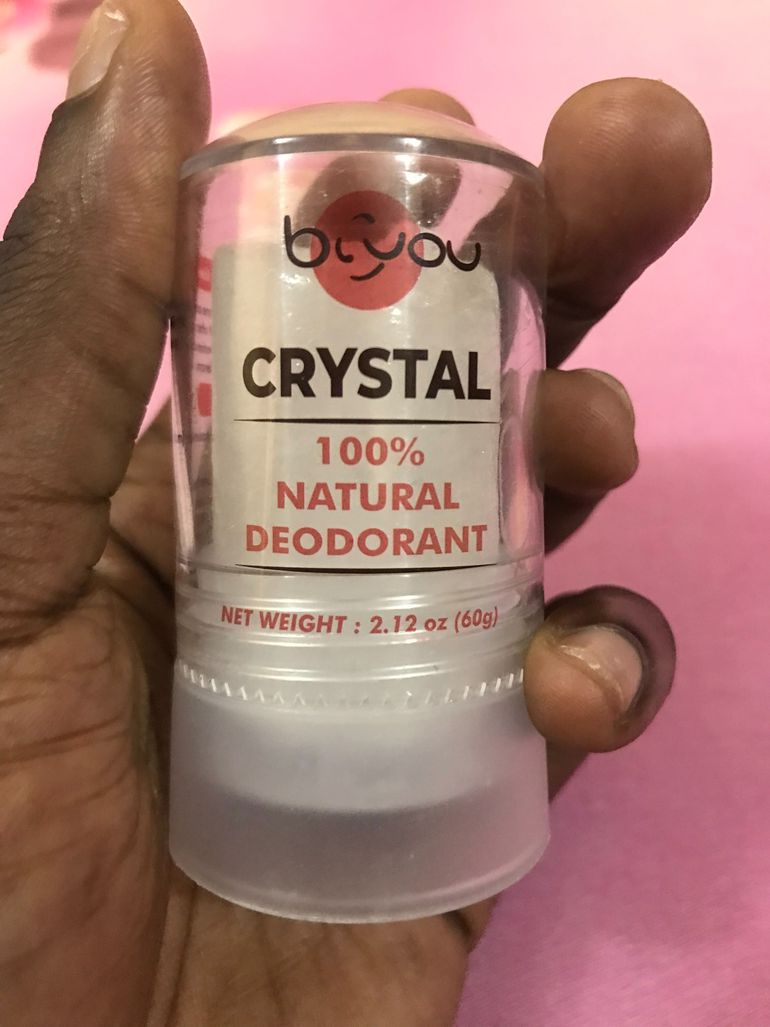 biyou
CRYSTAL
100%
NATURAL
DEODORANT
NET WEIGHT : 2.12 oz (60g)